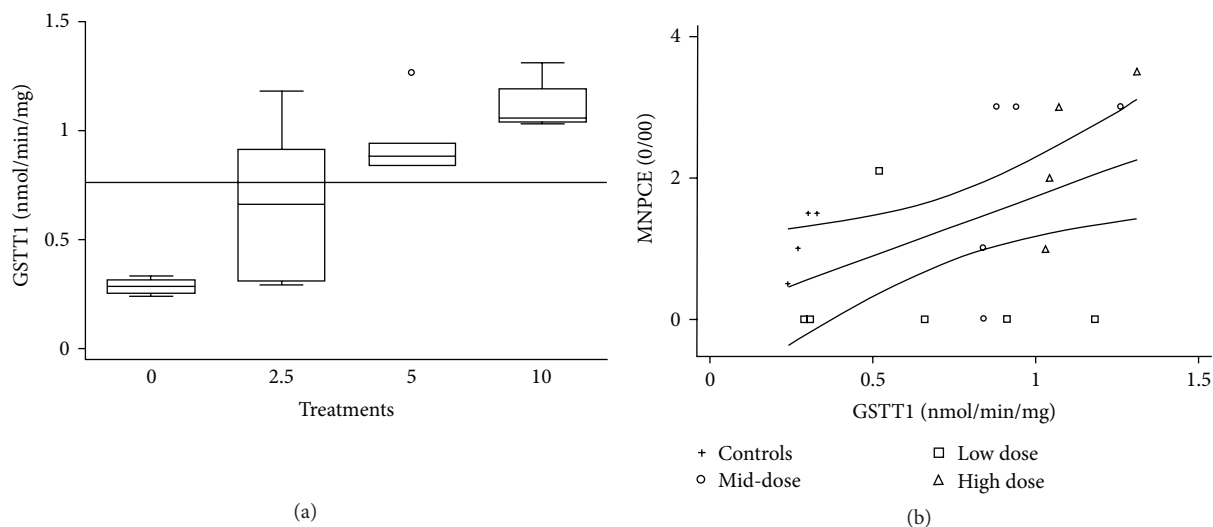 1.5
1
0.5
0
GSTT1 (nmol/min/mg)
0 2.5 5 10
Treatments
(a)
4
2
0
MNPCE (0/00)
0 0.5 1 1.5
GSTT1 (nmol/min/mg)
Controls
Mid-dose
Low dose
High dose
(b)